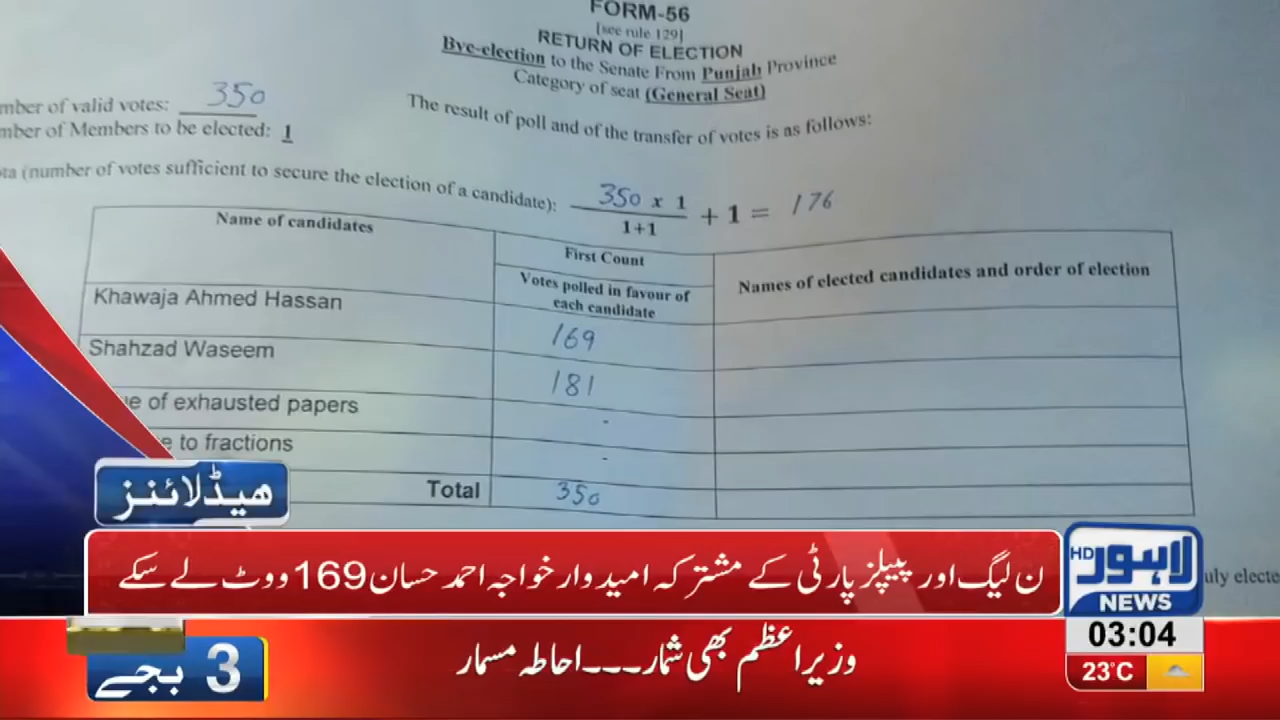 FORM-56
[see rule 129]
RETURN OF ELECTION
Bye-election to the Senate From Punjab Province
Category of seat (General Seat)
mber of valid votes: 350
mber of Members to be elected: 1
The result of poll and of the transfer of votes is as follows:
ta (number of votes sufficient to secure the election of a candidate): 350 x 1 / 1+1 + 1 = 176
Name of candidates
First Count
Votes polled in favour of each candidate
Names of elected candidates and order of election
Khawaja Ahmed Hassan 169
Shahzad Waseem 181
ue of exhausted papers -
e to fractions -
Total 350
uly electe
ہیڈلائنز
ن لیگ اور پیپلز پارٹی کے مشترکہ امیدوار خواجہ احمد حسان 169 ووٹ لے سکے
HD لاہور
NEWS
03:04
23°C
3 بجے
وزیراعظم بھی شمار۔۔۔احاطہ مسمار